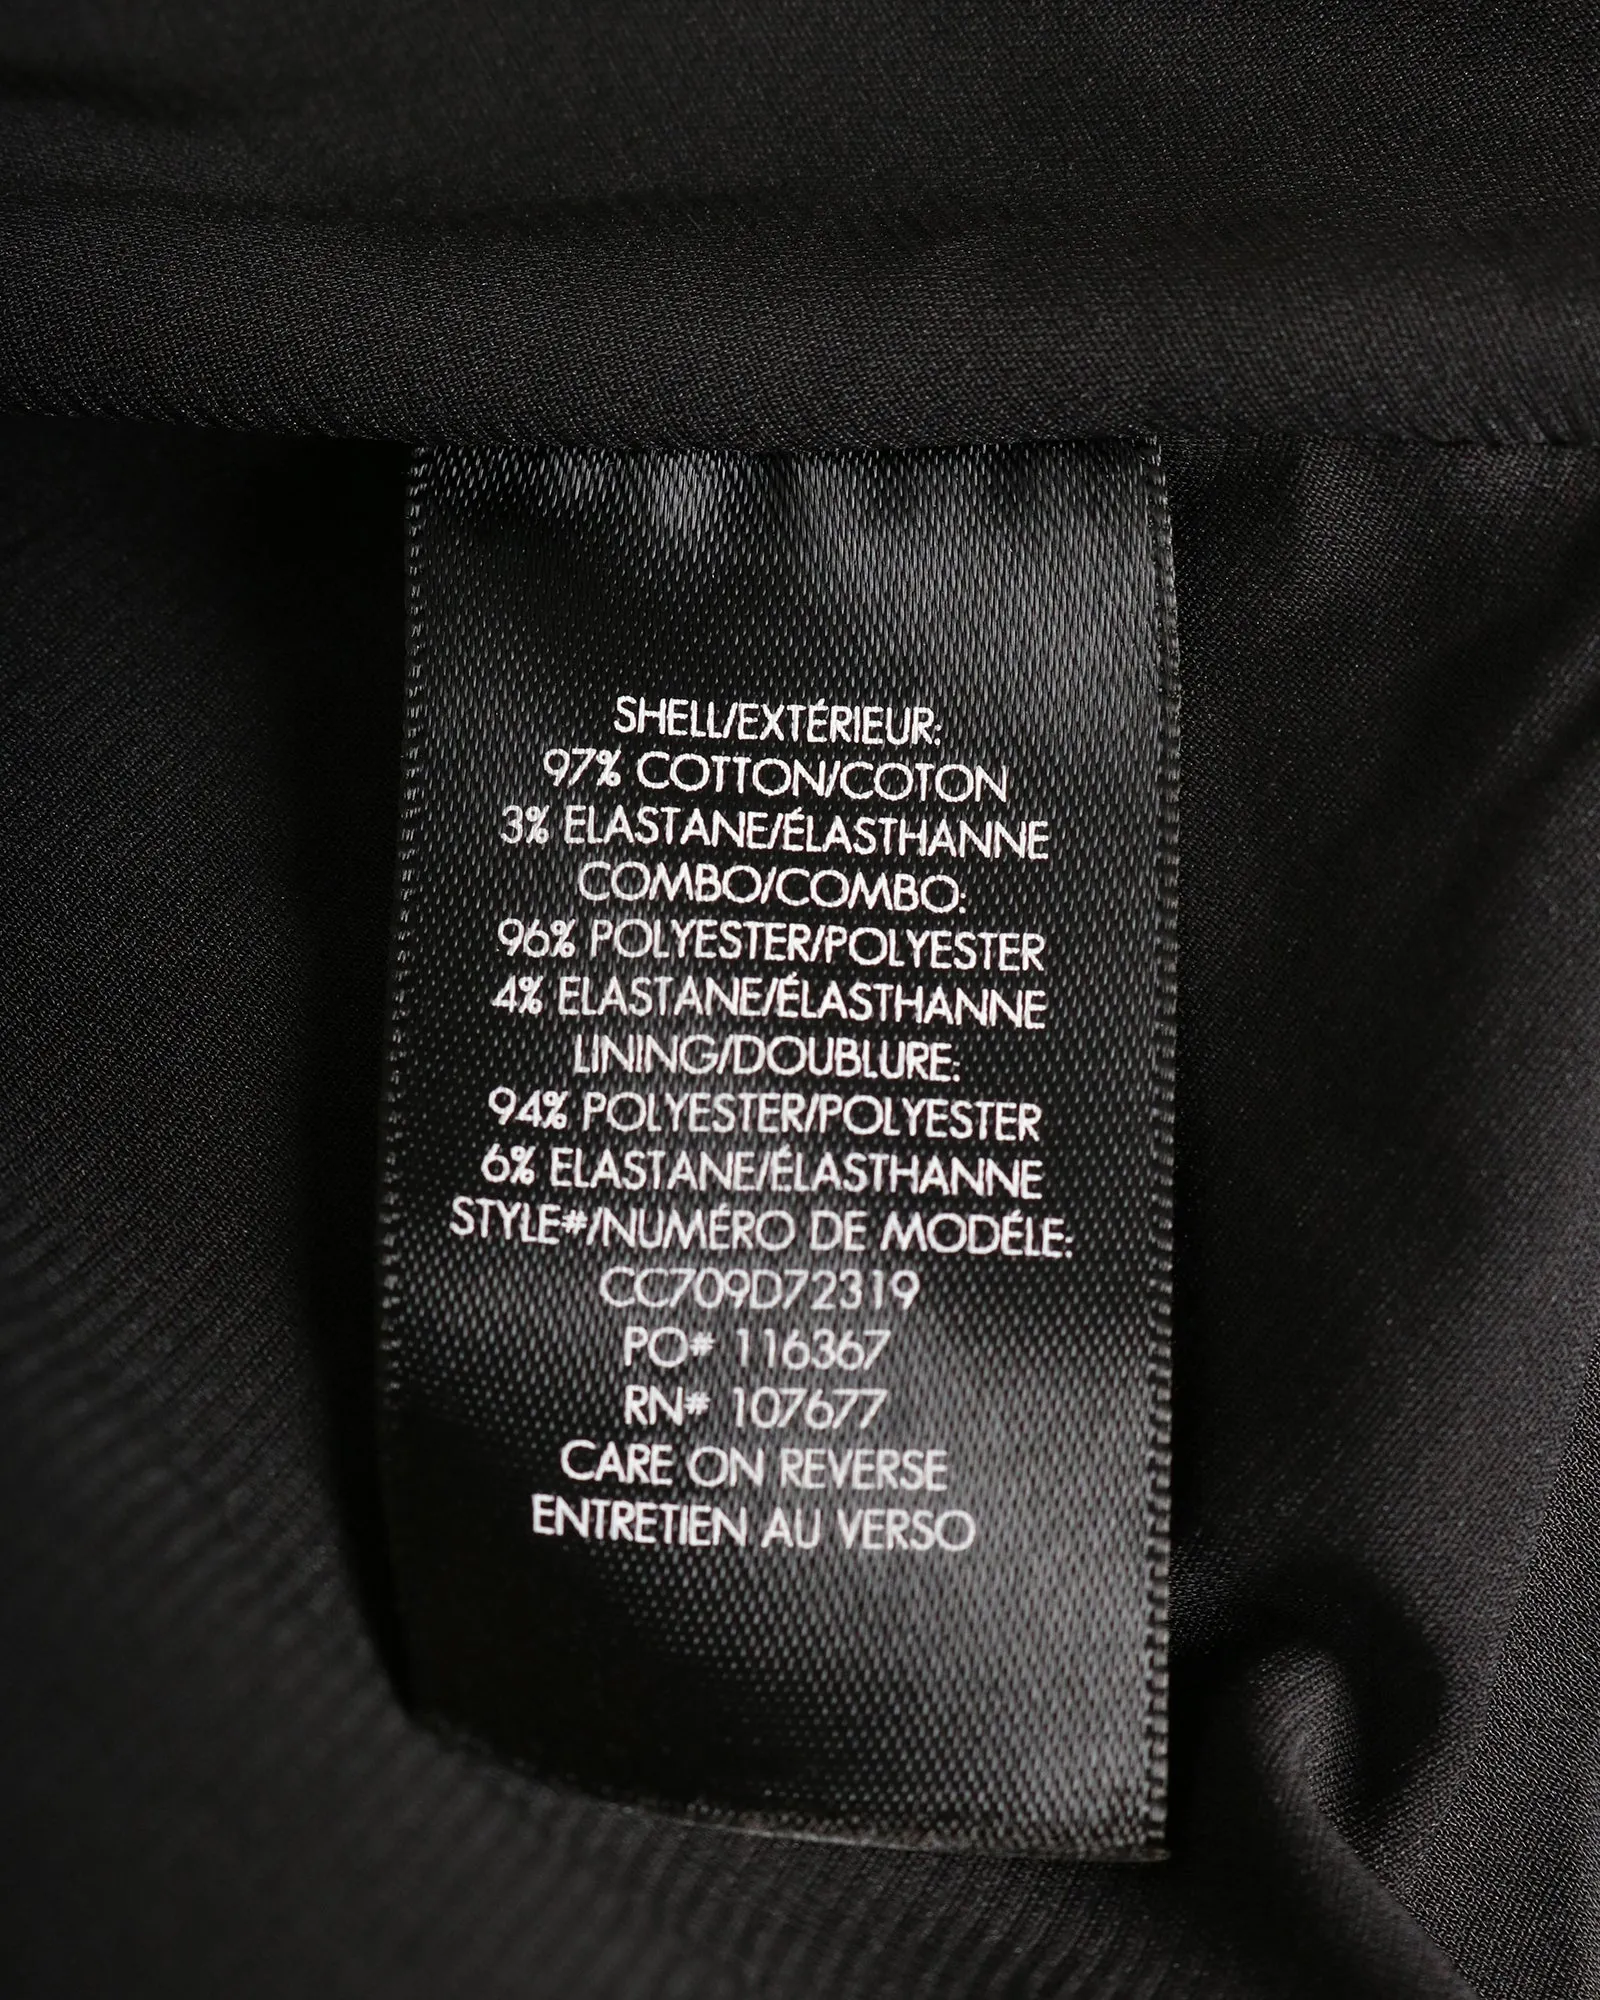 SHELL/EXTÉRIEUR:
97% COTTON/COTON
3% ELASTANE/ÉLASTHANNE
COMBO/COMBO:
96% POLYESTER/POLYESTER
4% ELASTANE/ÉLASTHANNE
LINING/DOUBLURE:
94% POLYESTER/POLYESTER
6% ELASTANE/ÉLASTHANNE
STYLE#/NUMÉRO DE MODÉLE:
CC709D72319
PO# 116367
RN# 107677
CARE ON REVERSE
ENTRETIEN AU VERSO